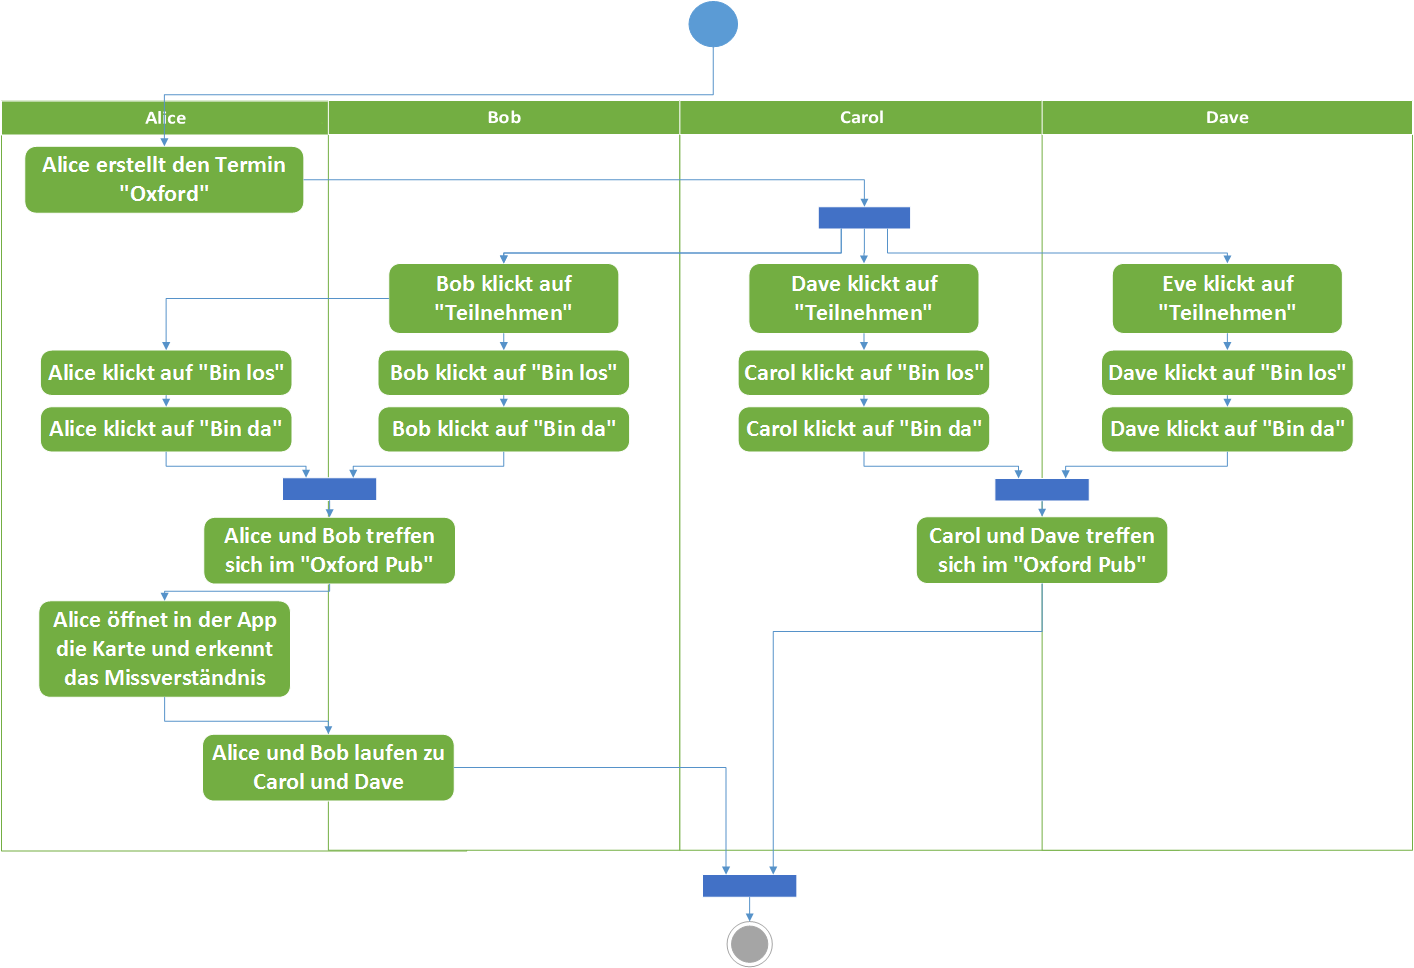 Alice
Bob
Carol
Dave
Alice erstellt den Termin
"Oxford"
Bob klickt auf
"Teilnehmen"
Dave klickt auf
"Teilnehmen"
Eve klickt auf
"Teilnehmen"
Alice klickt auf "Bin los"
Bob klickt auf "Bin los"
Carol klickt auf "Bin los"
Dave klickt auf "Bin los"
Alice klickt auf "Bin da"
Bob klickt auf "Bin da"
Carol klickt auf "Bin da"
Dave klickt auf "Bin da"
Alice und Bob treffen
sich im "Oxford Pub"
Carol und Dave treffen
sich im "Oxford Pub"
Alice öffnet in der App
die Karte und erkennt
das Missverständnis
Alice und Bob laufen zu
Carol und Dave